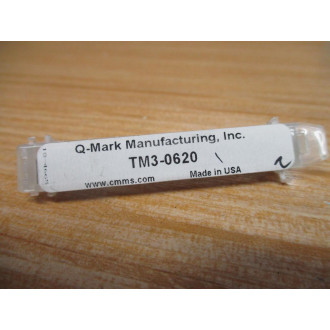 Q-Mark Manufacturing, Inc.
TM3-0620
www.cmms.com Made in USA